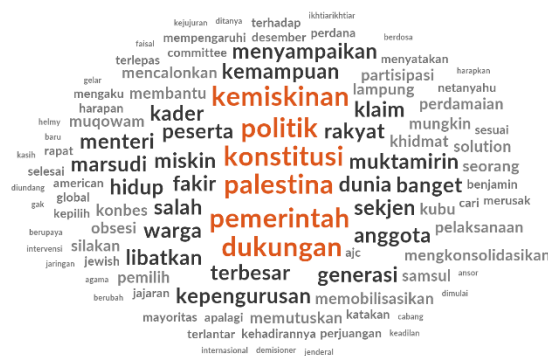 kejujuran ditanya terhadap ikhtiarikhtiar
faisal mempengaruhi desember perdana berdosa
terlepas committee menyampaikan menyatakan
gelar mencalonkan kemampuan partisipasi harapkan
mengaku membantu kemiskinan lampung netanyahu
harapan muqowam kader klaim perdamaian
helmy peserta politik rakyat mungkin sesuai
baru menteri khidmat solution
kasih rapat marsudi miskin konstitusi muktamirin seorang
selesai
diundang american hidup fakir palestina dunia banget benjamin
gak global salah sekjen kubu cari merusak
kepilih konbes pemerintah
berupaya obsesi warga anggota pelaksanaan
intervensi silakan libatkan dukungan ajc mengkonsolidasikan
jaringan jewish
agama pemilih terbesar generasi samsul ansor
berubah jajaran kepengurusan memobilisasikan dimulai
mayoritas apalagi memutuskan katakan cabang
terlantar kehadirannya perjuangan keadilan
internasional demisioner jenderal